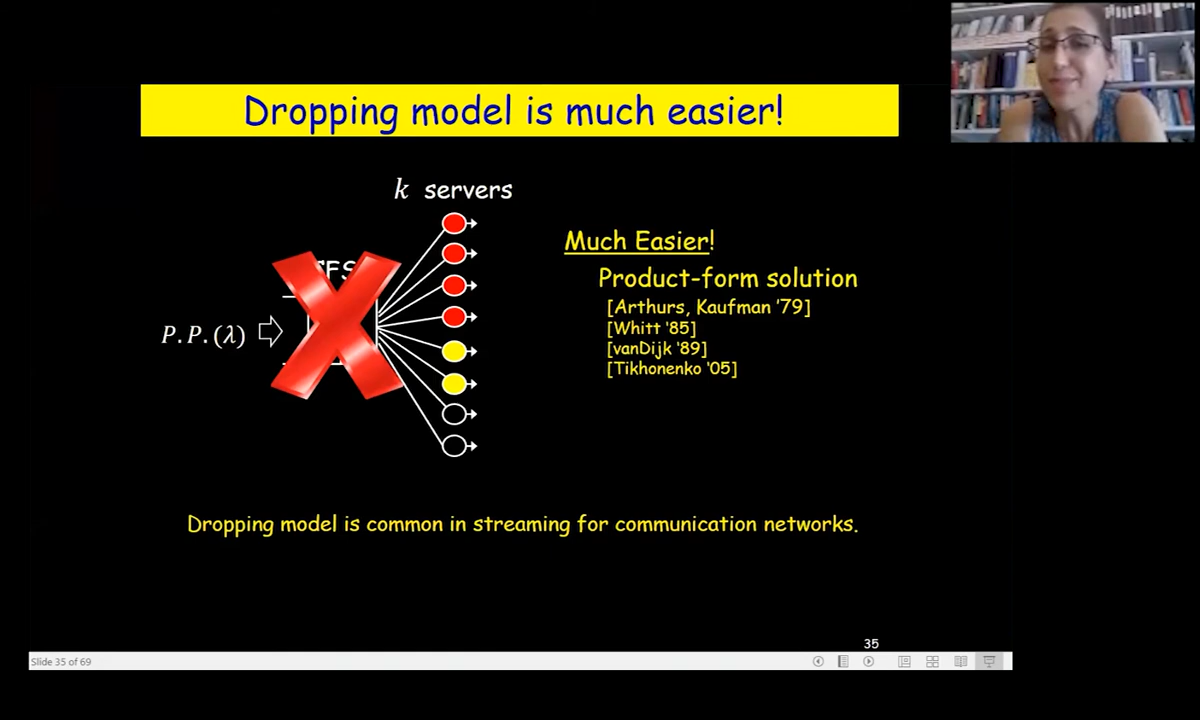 Dropping model is much easier!
k servers
P.P.(λ)
Much Easier!
Product-form solution
[Arthurs, Kaufman '79]
[Whitt '85]
[vanDijk '89]
[Tikhonenko '05]
Dropping model is common in streaming for communication networks.
35
Slide 35 of 69